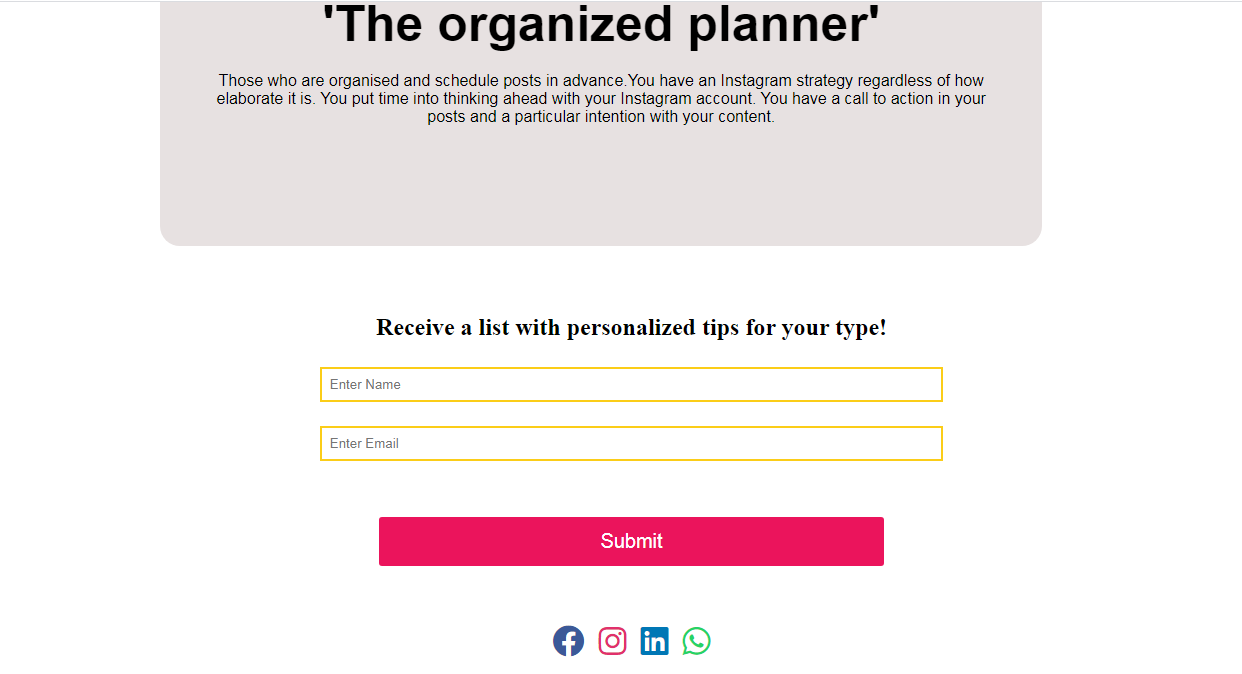 'The organized planner'
Those who are organised and schedule posts in advance.You have an Instagram strategy regardless of how
elaborate it is. You put time into thinking ahead with your Instagram account. You have a call to action in your
posts and a particular intention with your content.
Receive a list with personalized tips for your type!
Enter Name
Enter Email
Submit
in